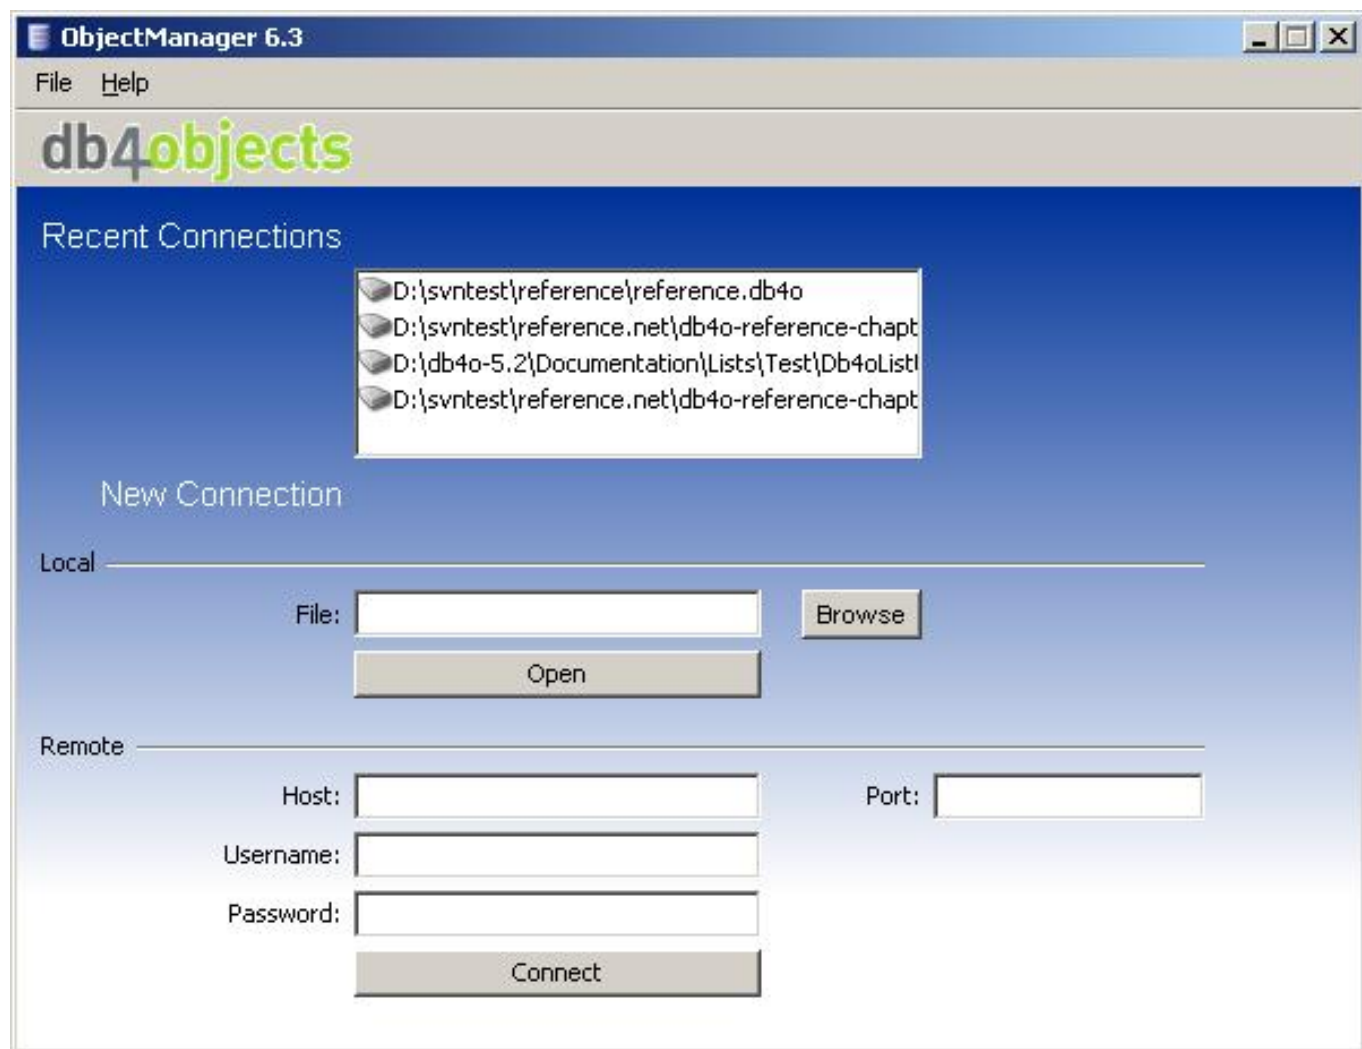 ObjectManager 6.3
File Help
db4objects
Recent Connections
D:\svntest\reference\reference.db4o
D:\svntest\reference.net\db4o-reference-chapt
D:\db4o-5.2\Documentation\Lists\Test\Db4oList
D:\svntest\reference.net\db4o-reference-chapt
New Connection
Local
File: Browse
Open
Remote
Host: Port:
Username:
Password:
Connect